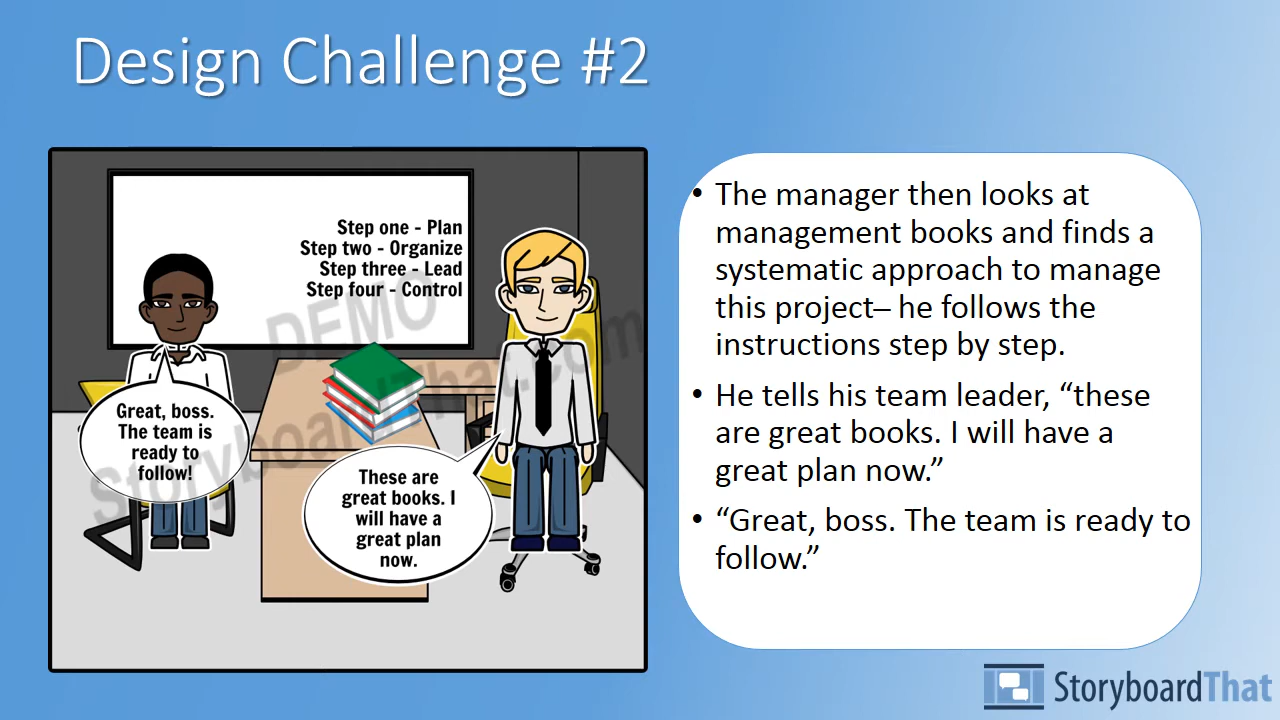 Design Challenge #2
Step one - Plan
Step two - Organize
Step three - Lead
Step four - Control
Great, boss.
The team is
ready to
follow!
These are
great books. I
will have a
great plan
now.
DEMO
StoryboardThat.com
• The manager then looks at
management books and finds a
systematic approach to manage
this project– he follows the
instructions step by step.
• He tells his team leader, “these
are great books. I will have a
great plan now.”
• “Great, boss. The team is ready to
follow.”
StoryboardThat